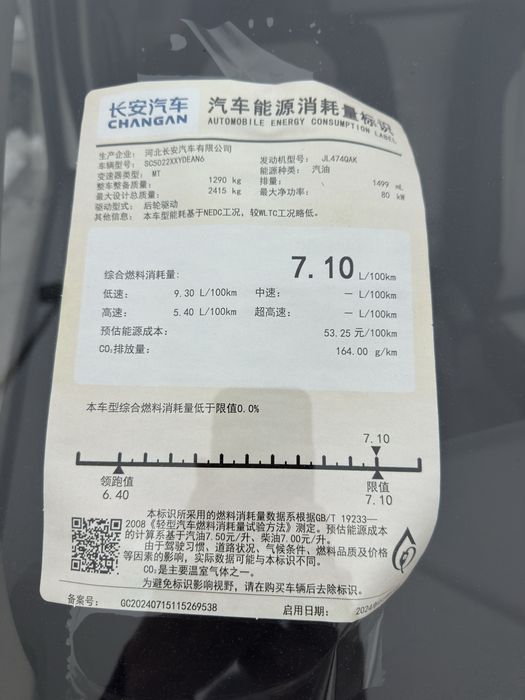 长安汽车
CHANGAN
汽车能源消耗量标识
AUTOMOBILE ENERGY CONSUMPTION LABEL
生产企业： 河北长安汽车有限公司
车辆型号： SC5022XXYDEAN6 发动机型号： JL474QAK
变速器类型： MT 能源种类： 汽油
整车整备质量： 1290 kg 排量： 1499 mL
最大设计总质量： 2415 kg 最大净功率： 80 kW
驱动型式： 后轮驱动
其他信息： 本车型能耗基于NEDC工况，较WLTC工况略低。
综合燃料消耗量： 7.10 L/100km
低速： 9.30 L/100km 中速： — L/100km
高速： 5.40 L/100km 超高速： — L/100km
预估能源成本： 53.25 元/100km
CO₂排放量： 164.00 g/km
本车型综合燃料消耗量低于限值0.0%
7.10
领跑值 限值
6.40 7.10
本标识所采用的燃料消耗量数据系根据GB/T 19233—
2008《轻型汽车燃料消耗量试验方法》测定。预估能源成本
的计算系基于汽油7.50元/升、柴油7.00元/升。
由于驾驶习惯、道路状况、气候条件、燃料品质及价格
等因素的影响，实际数据可能与本标识不同。
CO₂是主要温室气体之一。
为避免标识影响视野，请在购买车辆后去除标识。
备案号： GC20240715115269538 启用日期： 2024